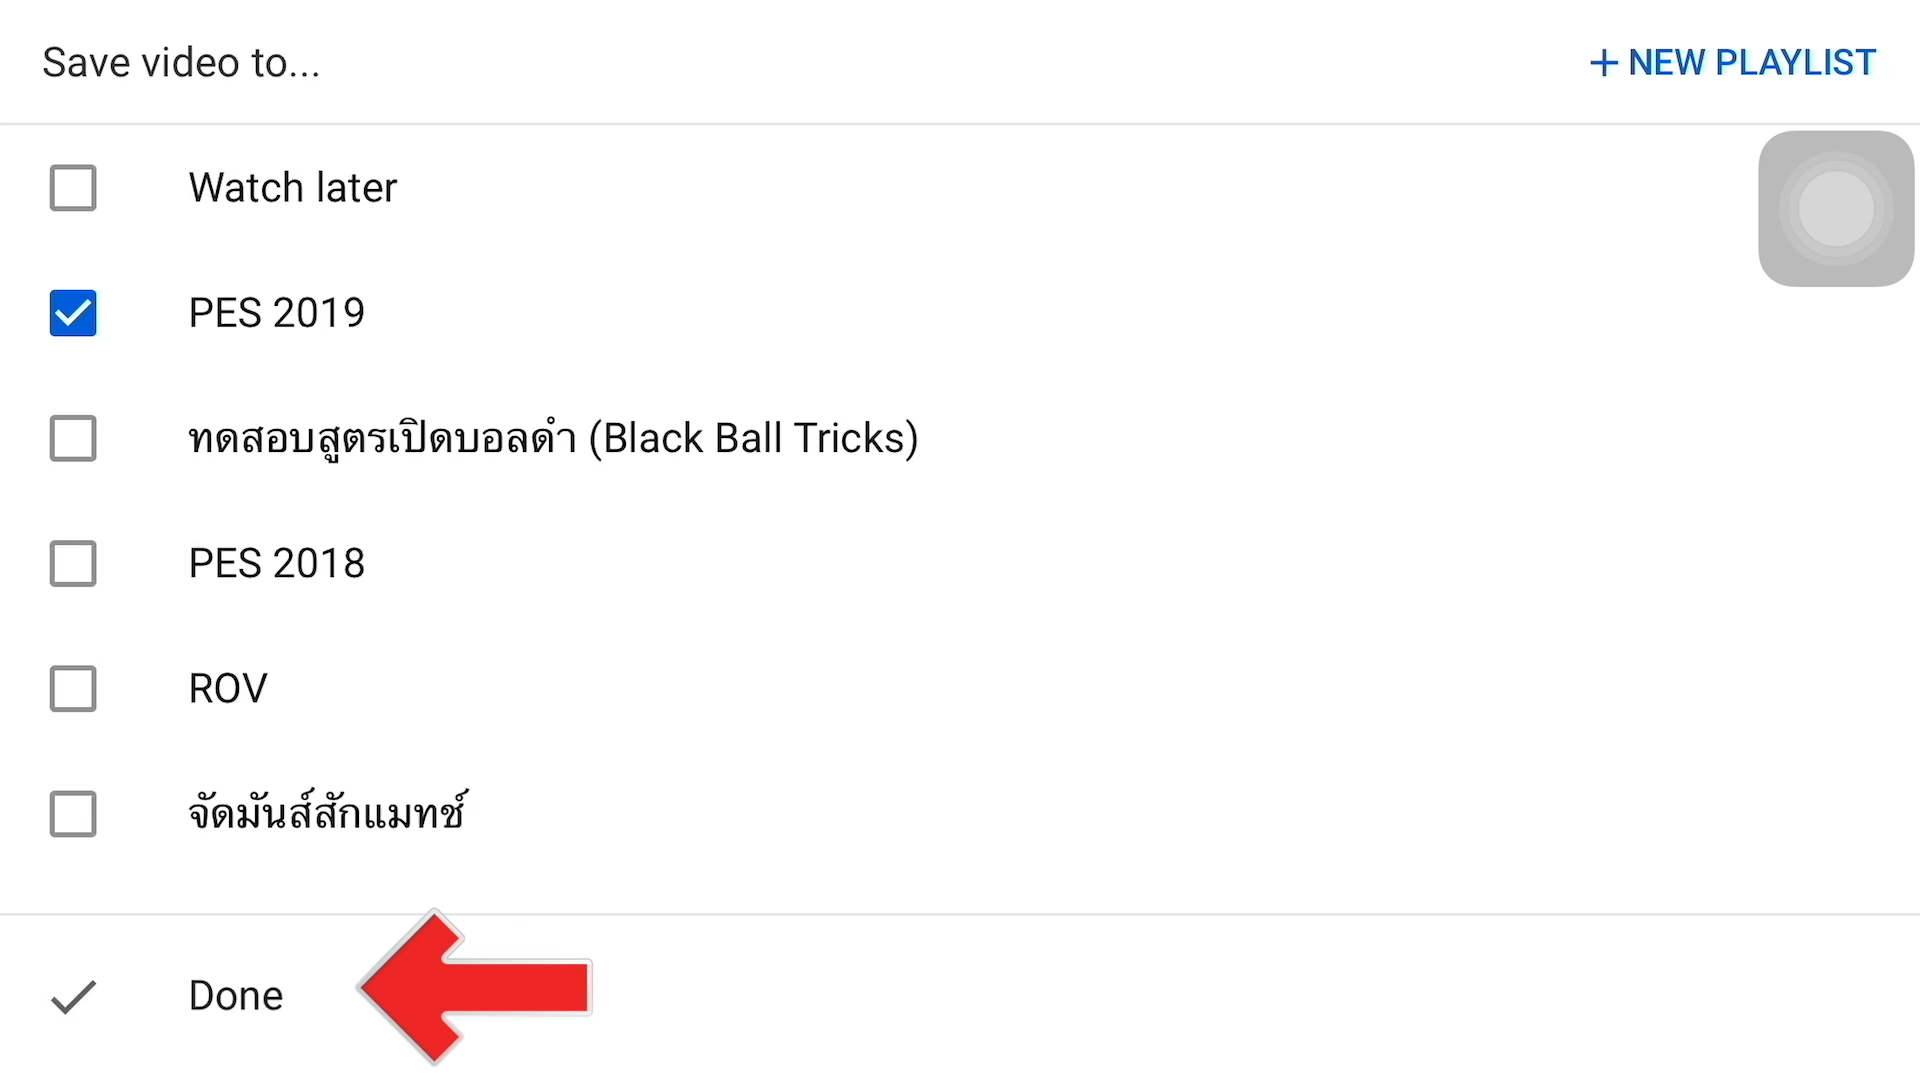 Save video to...
+ NEW PLAYLIST
Watch later
PES 2019
ทดสอบสูตรเปิดบอลดำ (Black Ball Tricks)
PES 2018
ROV
จัดมันส์สักแมทช์
Done